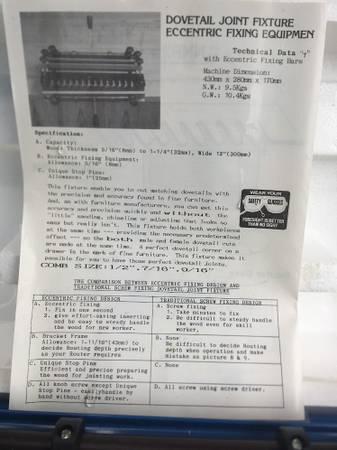 DOVETAIL JOINT FIXTURE
ECCENTRIC FIXING EQUIPMEN
Technical Data
with Eccentric Fixing Bars
Machine Dimension:
430mm x 280mm x 170mm
N.W.: 9.5Kgs
G.W.: 10.4Kgs
Specification:
A. Capacity:
Wood: Thickness 5/16"(8mm) to 1-1/4"(32mm), Wide 12"(300mm)
B. Eccentric Fixing Equipment:
Allowance: 5/16" (8mm)
C. Unique Stop Pins:
Allowance: 1"(25mm)
This fixture enable you to cut matching dovetails with
the precision and accuracy found in fine furniture.
And, as with furniture manufacturers, you can get this
accuracy and precision quickly and without the
"little" sanding, shimming or adjusting that looks so
easy but really isn't. This fixture holds both workpieces
at the same time --- providing the necessary predetermined
offset --- so the both male and female dovetail cuts
are made at the same time. A perfect dovetail corner on a
drawer is the mark of fine furniture. This fixture makes it
possible for you to have those perfect dovetail joints.
COMB SIZE:1/2",7/16",9/16"
WEAR YOUR
SAFETY GLASSES
FORESIGHT IS BETTER
THAN NO SIGHT
THE COMPARISON BETWEEN ECCENTRIC FIXING DESIGN AND
TRADITIONAL SCREW FIXING DOVETAIL JOINT FIXTURE
ECCENTRIC FIXING DESIGN
TRADITIONAL SCREW FIXING DESIGN
A. Eccentric fixing
1. Fix in one second
2. give effort-saving inserting
and be easy to steady handle
the work for new worker.
A. Screw fixing
1. Take minutes to fix
2. Be difficult to steady handle
the work even for skill
worker.
B. Bracket Frame
Allowance: 1-11/16"(43mm) to
decide Routing depth precisely
as your Router requires
B. None
Be difficult to decide Routing
depth when operation and make
mistake as picture 8 & 9.
C. Unique Stop Pins
Efficient and precise preparing
the work for jointing work.
C. None
D. All knob screw except Unique
Stop Pins - easily handle by
hand without screw driver.
D. All screw using screw driver.